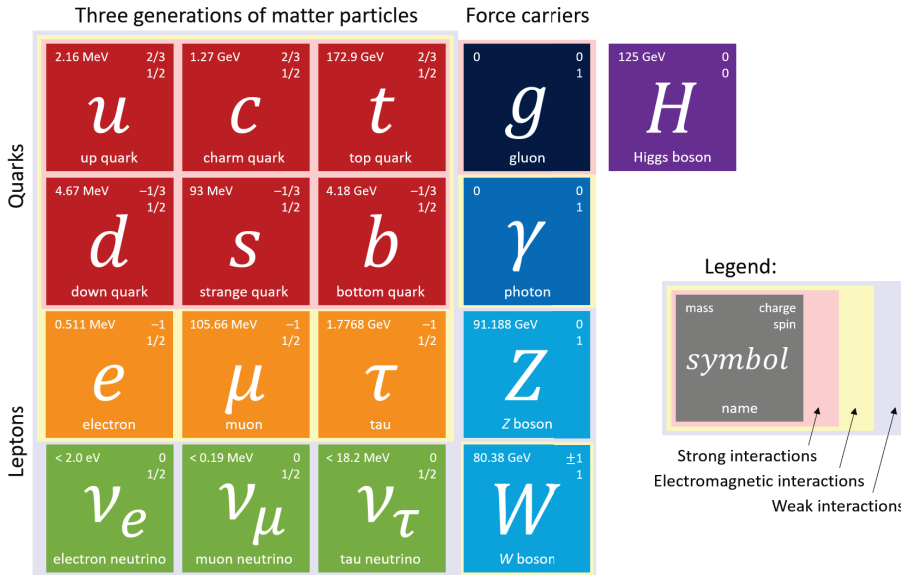 Three generations of matter particles
Force carriers
Quarks
Leptons
2.16 MeV 2/3
1/2
u
up quark
1.27 GeV 2/3
1/2
c
charm quark
172.9 GeV 2/3
1/2
t
top quark
0 0
1
g
gluon
125 GeV 0
0
H
Higgs boson
4.67 MeV –1/3
1/2
d
down quark
93 MeV –1/3
1/2
s
strange quark
4.18 GeV –1/3
1/2
b
bottom quark
0 0
1
γ
photon
0.511 MeV –1
1/2
e
electron
105.66 MeV –1
1/2
μ
muon
1.7768 GeV –1
1/2
τ
tau
91.188 GeV 0
1
Z
Z boson
< 2.0 eV 0
1/2
νe
electron neutrino
< 0.19 MeV 0
1/2
νμ
muon neutrino
< 18.2 MeV 0
1/2
ντ
tau neutrino
80.38 GeV ±1
1
W
W boson
Legend:
mass charge
spin
symbol
name
Strong interactions
Electromagnetic interactions
Weak interactions